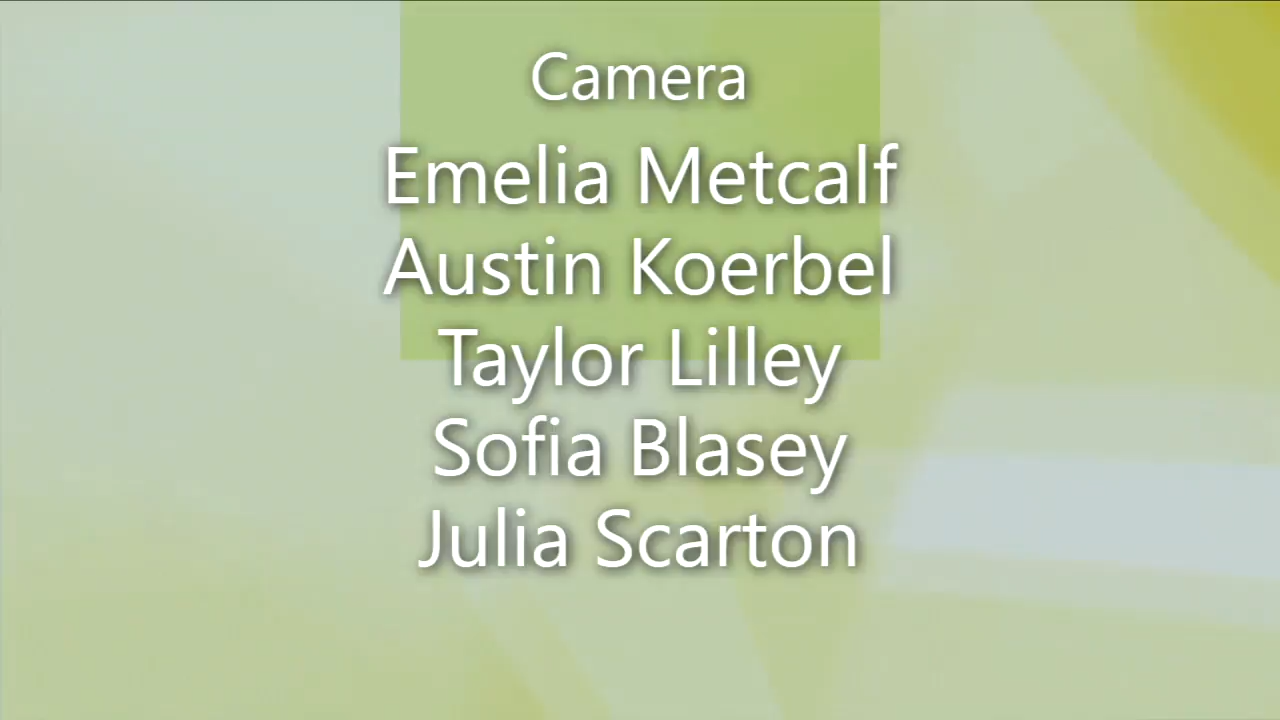 Camera
Emelia Metcalf
Austin Koerbel
Taylor Lilley
Sofia Blasey
Julia Scarton